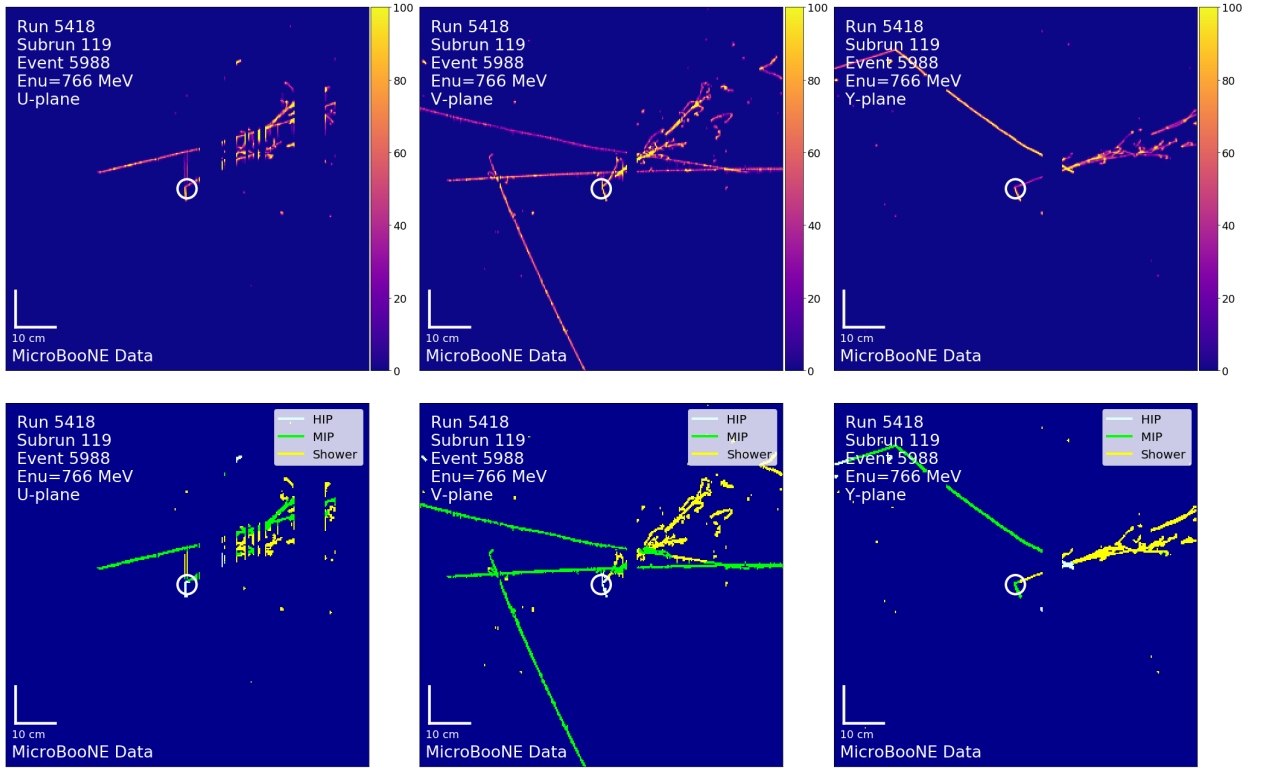 Run 5418
Subrun 119
Event 5988
Enu=766 MeV
U-plane
10 cm
MicroBooNE Data
100
80
60
40
20
0
Run 5418
Subrun 119
Event 5988
Enu=766 MeV
V-plane
10 cm
MicroBooNE Data
100
80
60
40
20
0
Run 5418
Subrun 119
Event 5988
Enu=766 MeV
Y-plane
10 cm
MicroBooNE Data
100
80
60
40
20
0
Run 5418
Subrun 119
Event 5988
Enu=766 MeV
U-plane
HIP
MIP
Shower
10 cm
MicroBooNE Data
Run 5418
Subrun 119
Event 5988
Enu=766 MeV
V-plane
HIP
MIP
Shower
10 cm
MicroBooNE Data
Run 5418
Subrun 119
Event 5988
Enu=766 MeV
Y-plane
HIP
MIP
Shower
10 cm
MicroBooNE Data